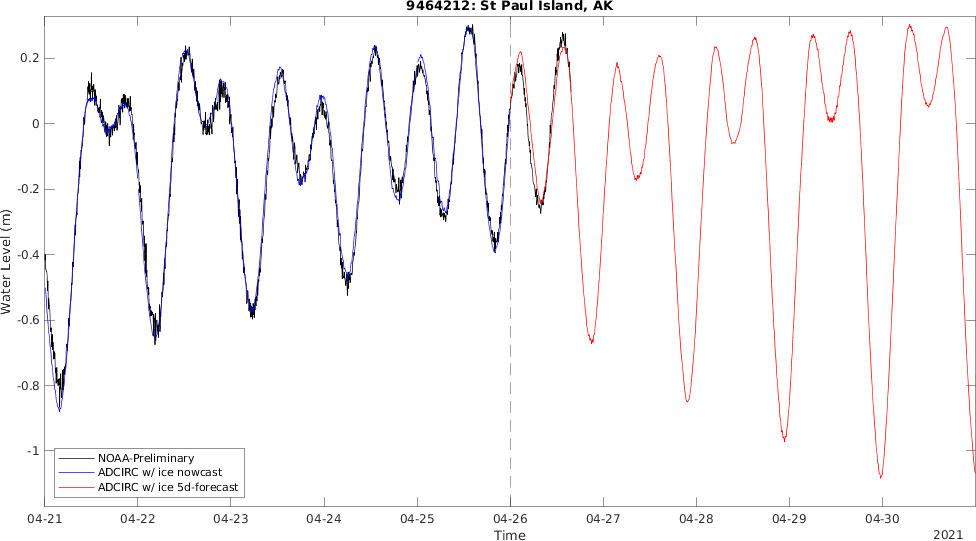 9464212: St Paul Island, AK
Water Level (m)
0.2
0
-0.2
-0.4
-0.6
-0.8
-1
NOAA-Preliminary
ADCIRC w/ ice nowcast
ADCIRC w/ ice 5d-forecast
04-21 04-22 04-23 04-24 04-25 04-26 04-27 04-28 04-29 04-30
Time
2021